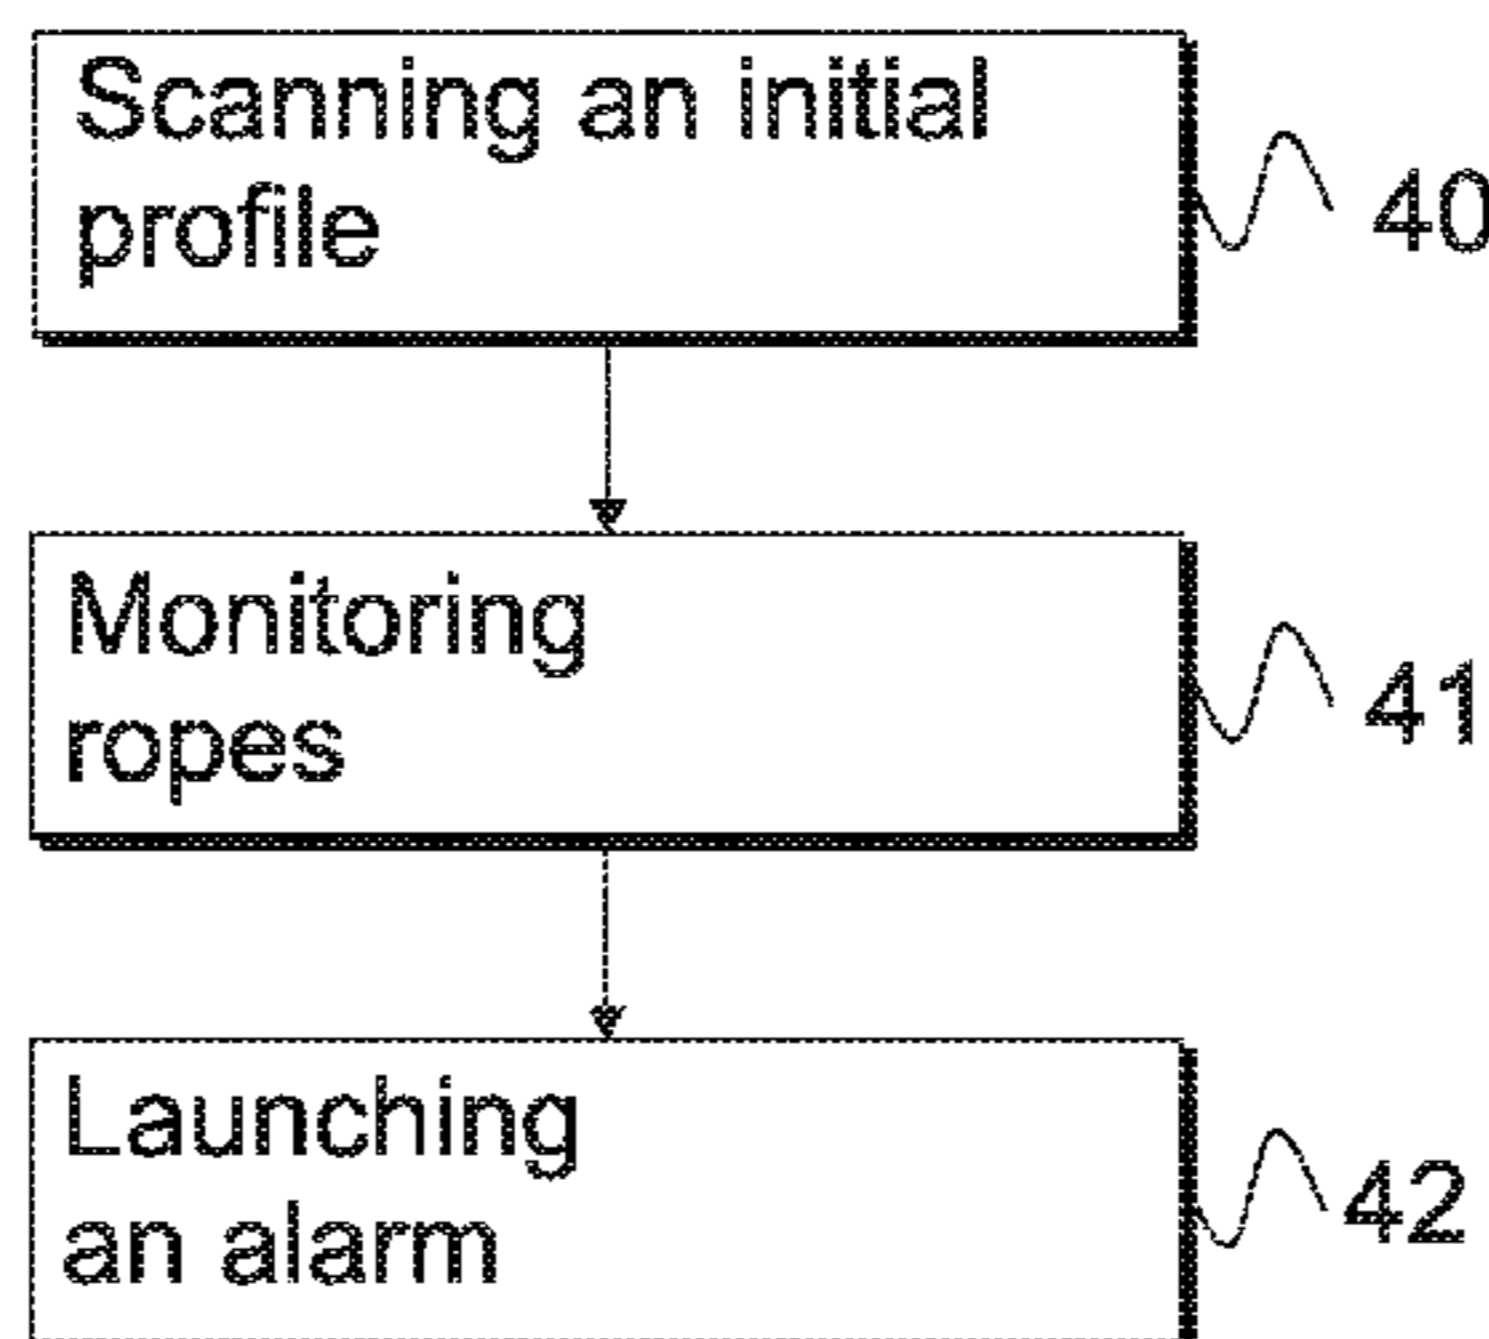 Scanning an initial
profile
40
Monitoring
ropes
41
Launching
an alarm
42